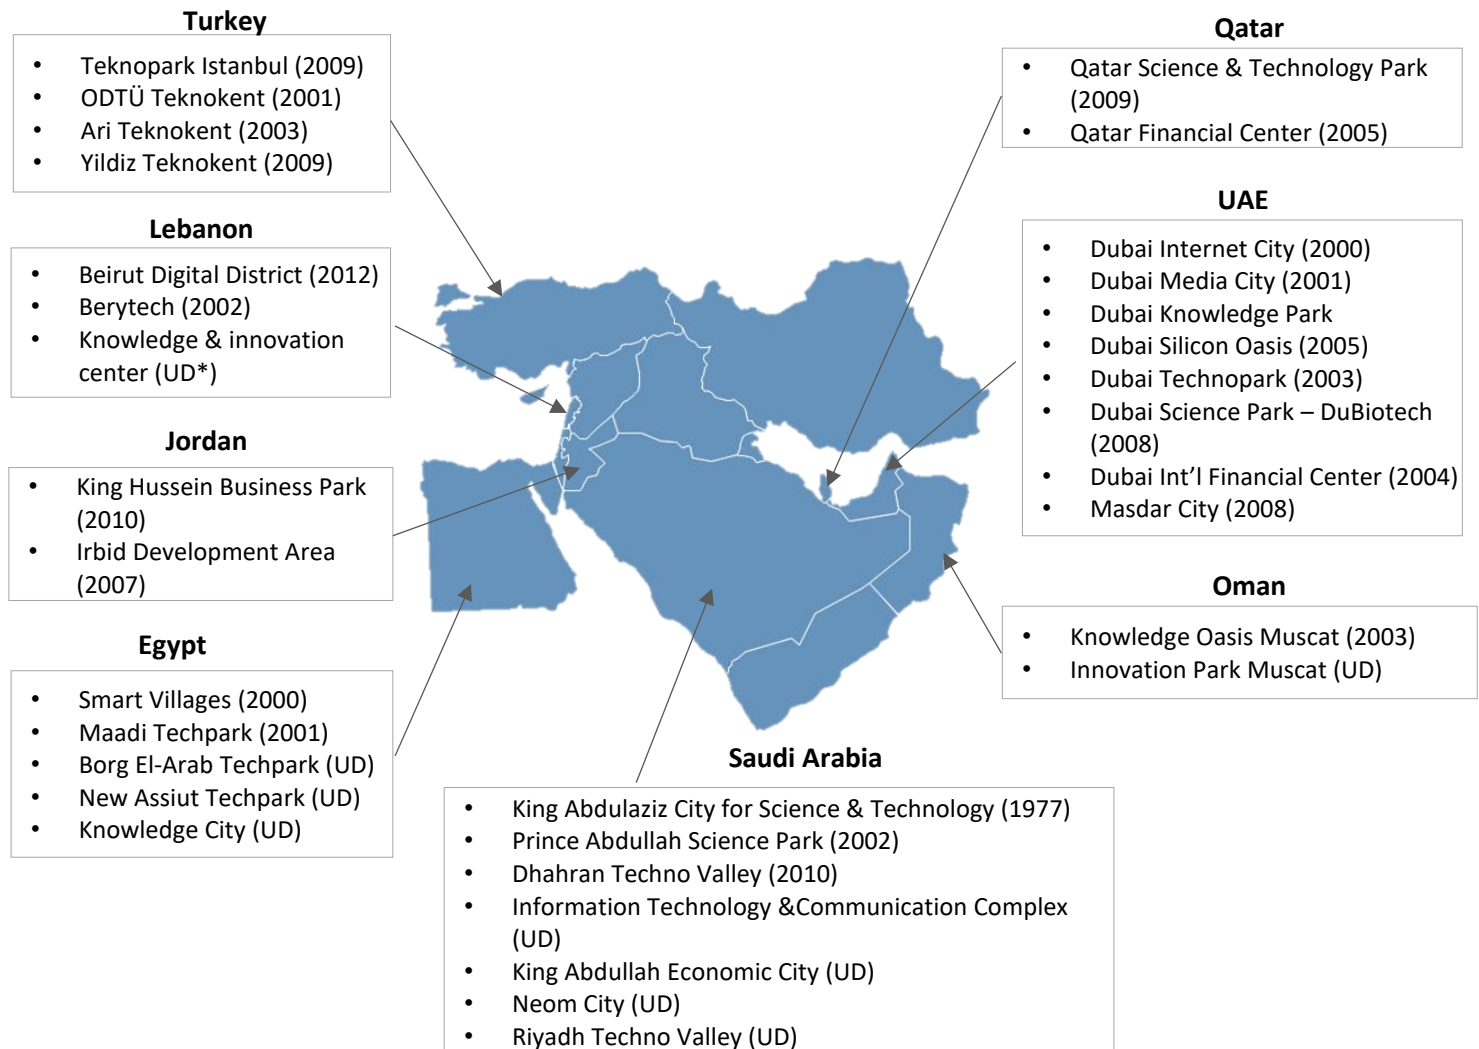 Turkey
• Teknopark Istanbul (2009)
• ODTÜ Teknokent (2001)
• Ari Teknokent (2003)
• Yildiz Teknokent (2009)
Lebanon
• Beirut Digital District (2012)
• Berytech (2002)
• Knowledge & innovation
center (UD*)
Jordan
• King Hussein Business Park
(2010)
• Irbid Development Area
(2007)
Egypt
• Smart Villages (2000)
• Maadi Techpark (2001)
• Borg El-Arab Techpark (UD)
• New Assiut Techpark (UD)
• Knowledge City (UD)
Qatar
• Qatar Science & Technology Park
(2009)
• Qatar Financial Center (2005)
UAE
• Dubai Internet City (2000)
• Dubai Media City (2001)
• Dubai Knowledge Park
• Dubai Silicon Oasis (2005)
• Dubai Technopark (2003)
• Dubai Science Park – DuBiotech
(2008)
• Dubai Int’l Financial Center (2004)
• Masdar City (2008)
Oman
• Knowledge Oasis Muscat (2003)
• Innovation Park Muscat (UD)
Saudi Arabia
• King Abdulaziz City for Science & Technology (1977)
• Prince Abdullah Science Park (2002)
• Dhahran Techno Valley (2010)
• Information Technology &Communication Complex
(UD)
• King Abdullah Economic City (UD)
• Neom City (UD)
• Riyadh Techno Valley (UD)